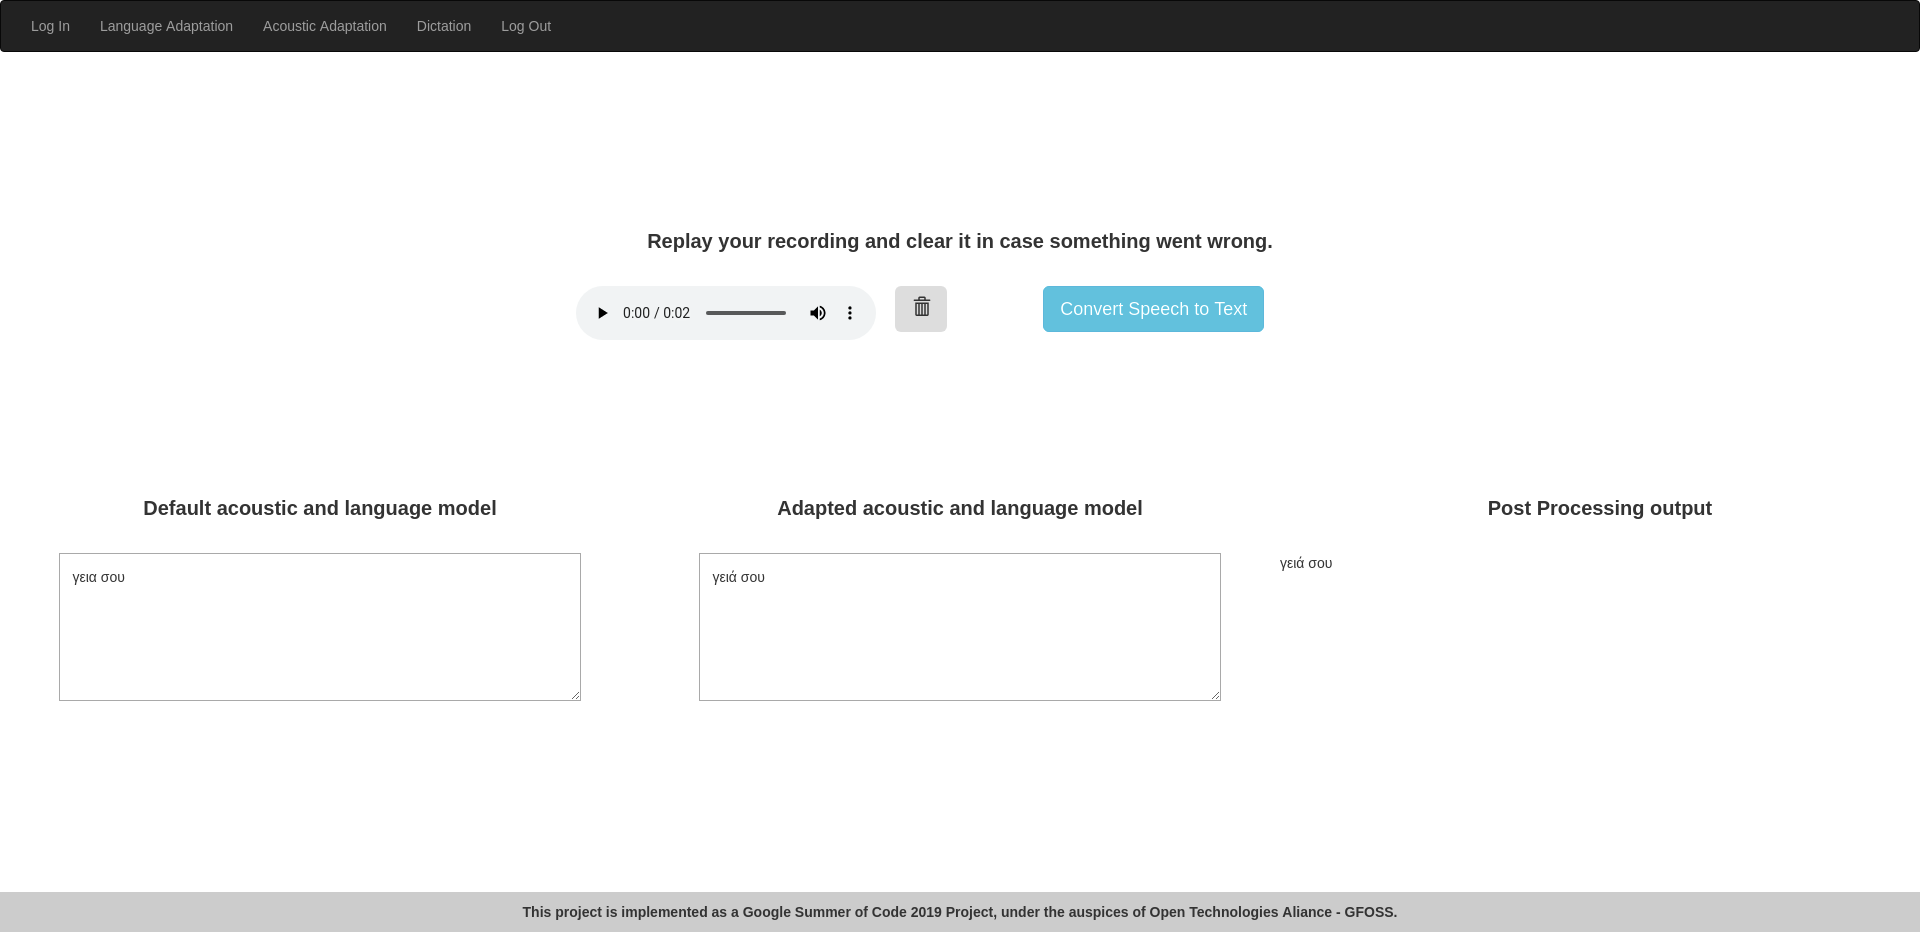 Log In Language Adaptation Acoustic Adaptation Dictation Log Out
Replay your recording and clear it in case something went wrong.
0:00 / 0:02
Convert Speech to Text
Default acoustic and language model
γεια σου
Adapted acoustic and language model
γειά σου
Post Processing output
γειά σου
This project is implemented as a Google Summer of Code 2019 Project, under the auspices of Open Technologies Aliance - GFOSS.